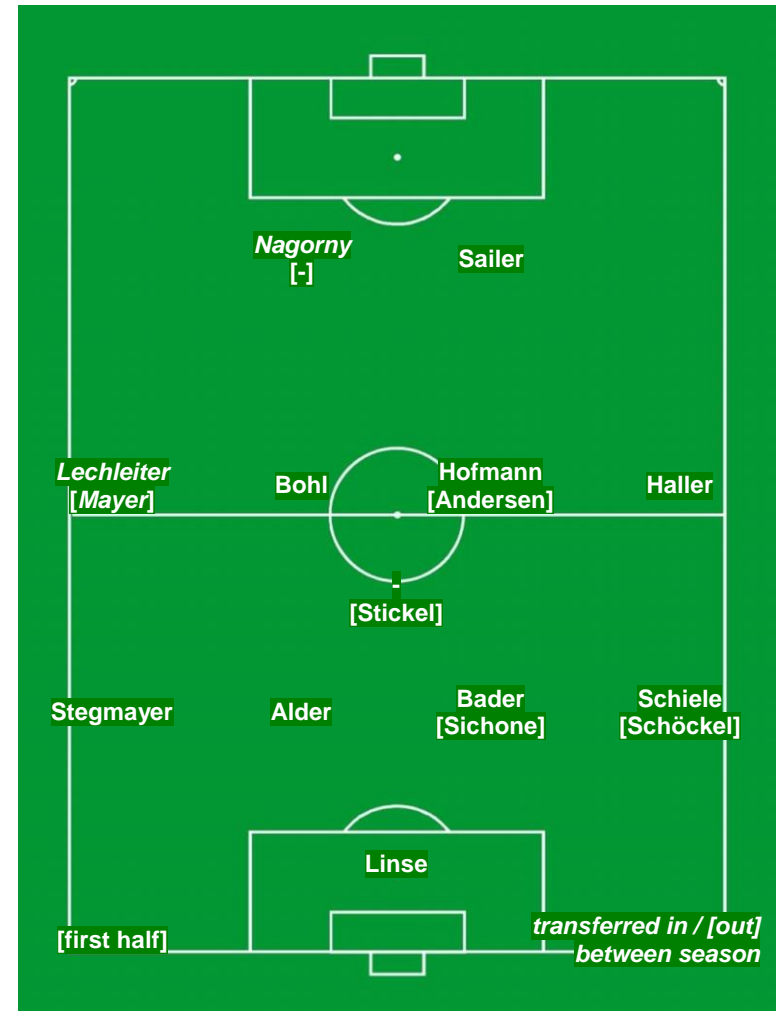 Nagorny
[-]
Sailer
Lechleiter
[Mayer]
Bohl
Hofmann
[Andersen]
Haller
-
[Stickel]
Stegmayer
Alder
Bader
[Sichone]
Schiele
[Schöckel]
Linse
[first half]
transferred in / [out]
between season